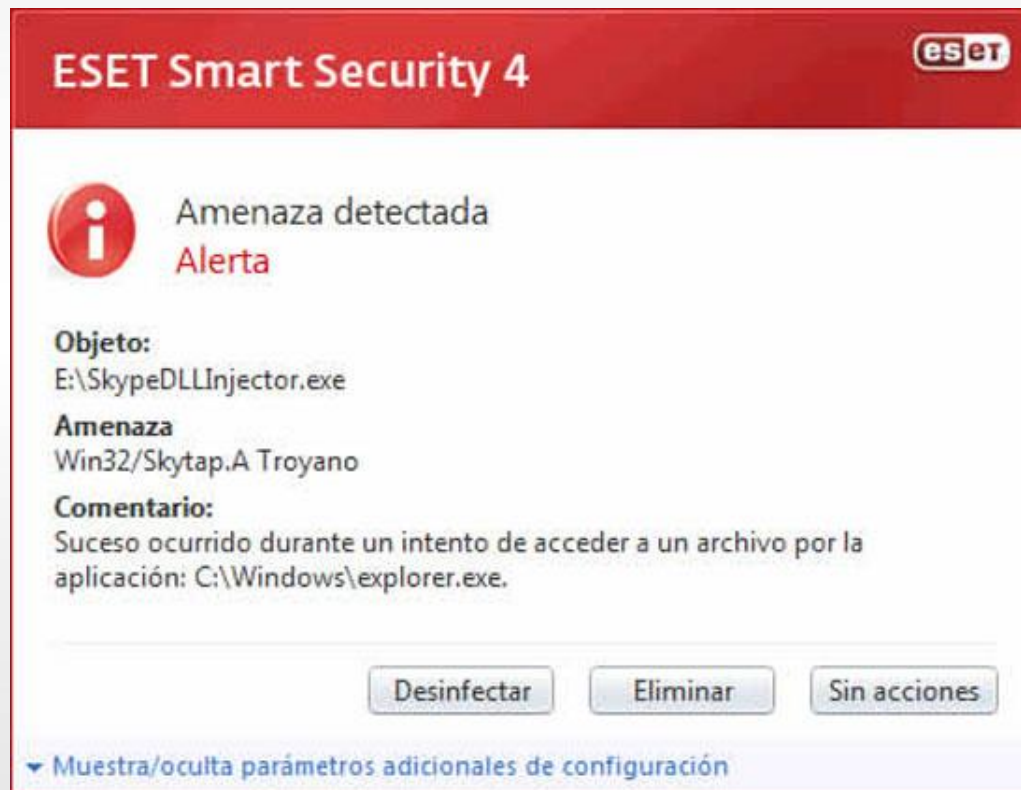 ESET Smart Security 4
eseT
Amenaza detectada
Alerta
Objeto:
E:\SkypeDLLInjector.exe
Amenaza
Win32/Skytap.A Troyano
Comentario:
Suceso ocurrido durante un intento de acceder a un archivo por la
aplicación: C:\Windows\explorer.exe.
Desinfectar
Eliminar
Sin acciones
Muestra/oculta parámetros adicionales de configuración